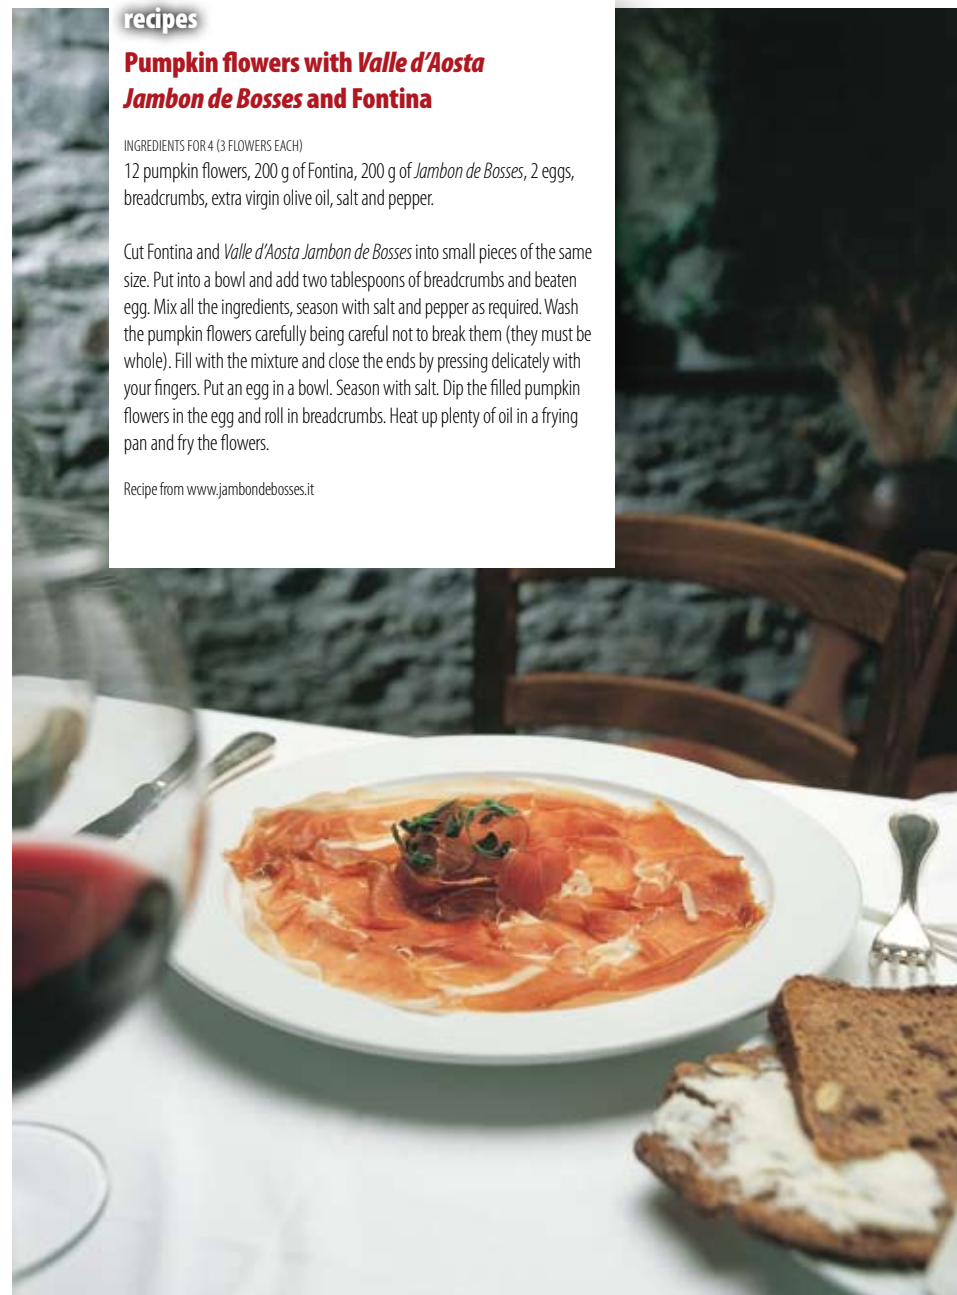 recipes
Pumpkin flowers with Valle d'Aosta
Jambon de Bosses and Fontina
INGREDIENTS FOR 4 (3 FLOWERS EACH)
12 pumpkin flowers, 200 g of Fontina, 200 g of Jambon de Bosses, 2 eggs,
breadcrumbs, extra virgin olive oil, salt and pepper.
Cut Fontina and Valle d'Aosta Jambon de Bosses into small pieces of the same
size. Put into a bowl and add two tablespoons of breadcrumbs and beaten
egg. Mix all the ingredients, season with salt and pepper as required. Wash
the pumpkin flowers carefully being careful not to break them (they must be
whole). Fill with the mixture and close the ends by pressing delicately with
your fingers. Put an egg in a bowl. Season with salt. Dip the filled pumpkin
flowers in the egg and roll in breadcrumbs. Heat up plenty of oil in a frying
pan and fry the flowers.
Recipe from www.jambondebosses.it